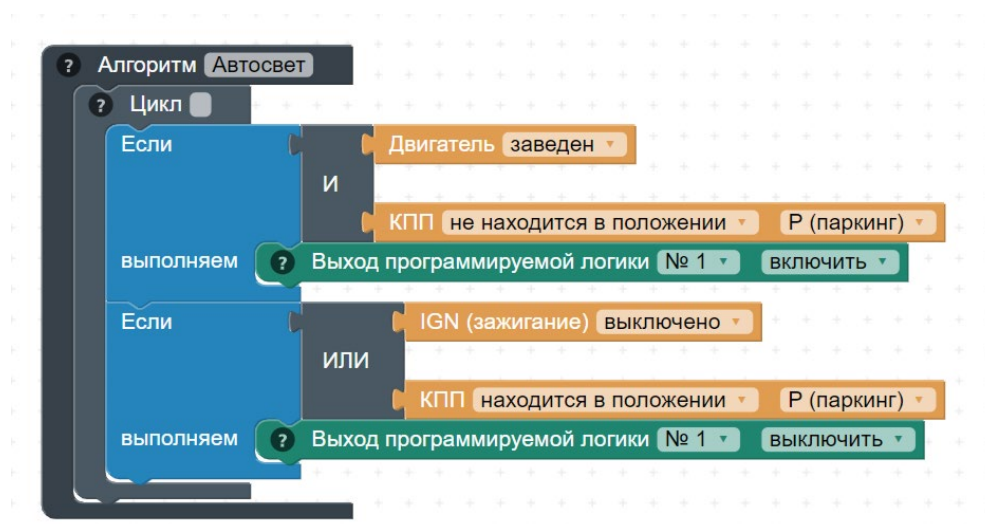 ? Алгоритм Автосвет
? Цикл
Если
Двигатель заведен
И
КПП не находится в положении P (паркинг)
выполняем ? Выход программируемой логики № 1 включить
Если
IGN (зажигание) выключено
ИЛИ
КПП находится в положении P (паркинг)
выполняем ? Выход программируемой логики № 1 выключить